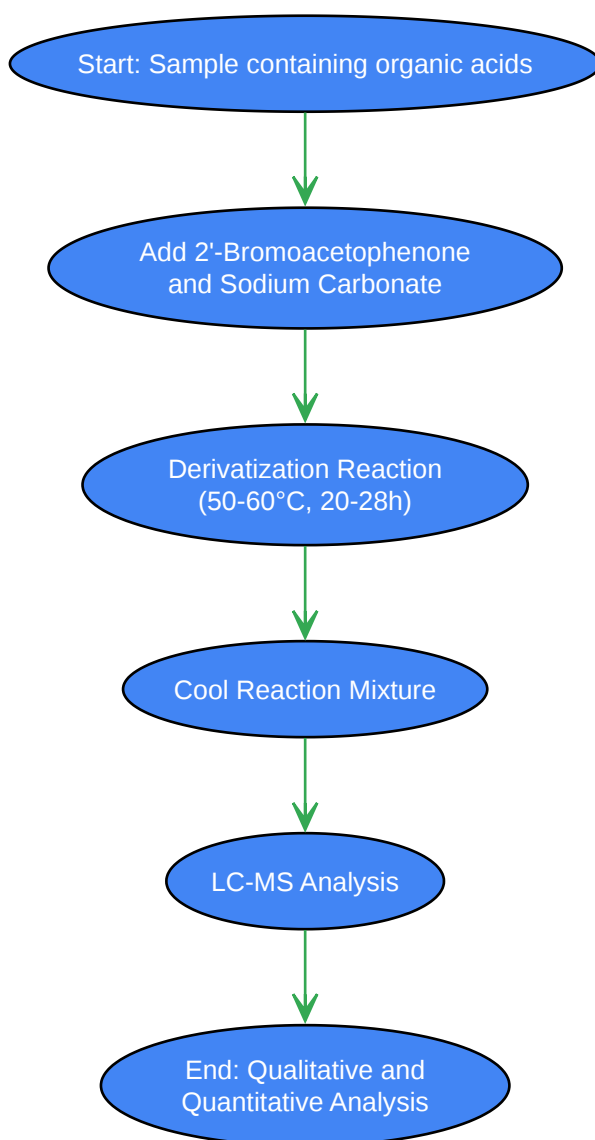 Start: Sample containing organic acids
Add 2'-Bromoacetophenone
and Sodium Carbonate
Derivatization Reaction
(50-60°C, 20-28h)
Cool Reaction Mixture
LC-MS Analysis
End: Qualitative and
Quantitative Analysis